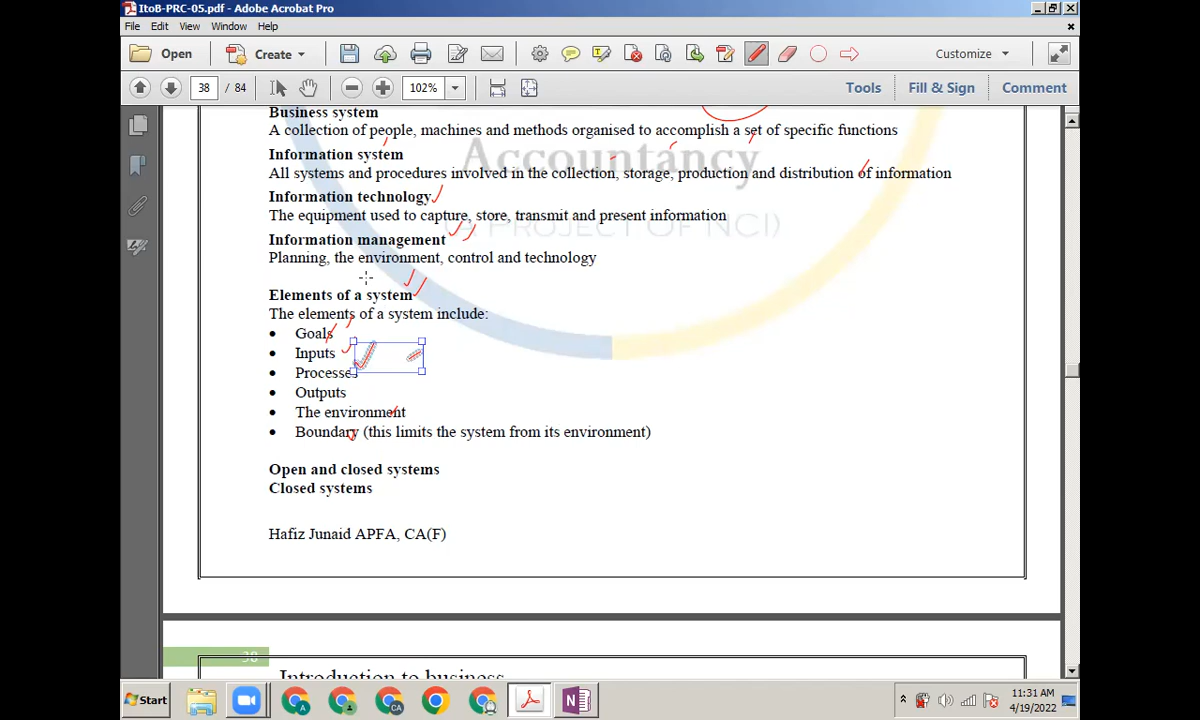 ItoB-PRC-05.pdf - Adobe Acrobat Pro
File Edit View Window Help
Open Create Customize
38 / 84 102% Tools Fill & Sign Comment
Business system
A collection of people, machines and methods organised to accomplish a set of specific functions
Information system
All systems and procedures involved in the collection, storage, production and distribution of information
Information technology
The equipment used to capture, store, transmit and present information
Information management
Planning, the environment, control and technology
Accountancy
(A PROJECT OF NCI)
Elements of a system
The elements of a system include:
• Goals
• Inputs
• Processes
• Outputs
• The environment
• Boundary (this limits the system from its environment)
Open and closed systems
Closed systems
Hafiz Junaid APFA, CA(F)
38
Introduction to business
Start
A
CA
11:31 AM
4/19/2022